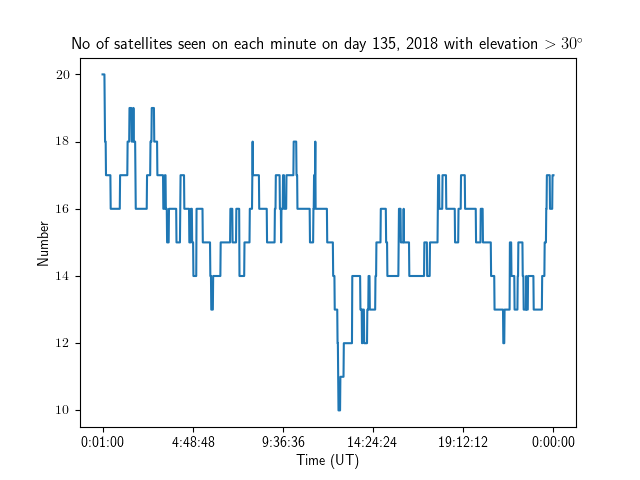 No of satellites seen on each minute on day 135, 2018 with elevation > 30°
20
18
16
14
12
10
Number
0:01:00 4:48:48 9:36:36 14:24:24 19:12:12 0:00:00
Time (UT)